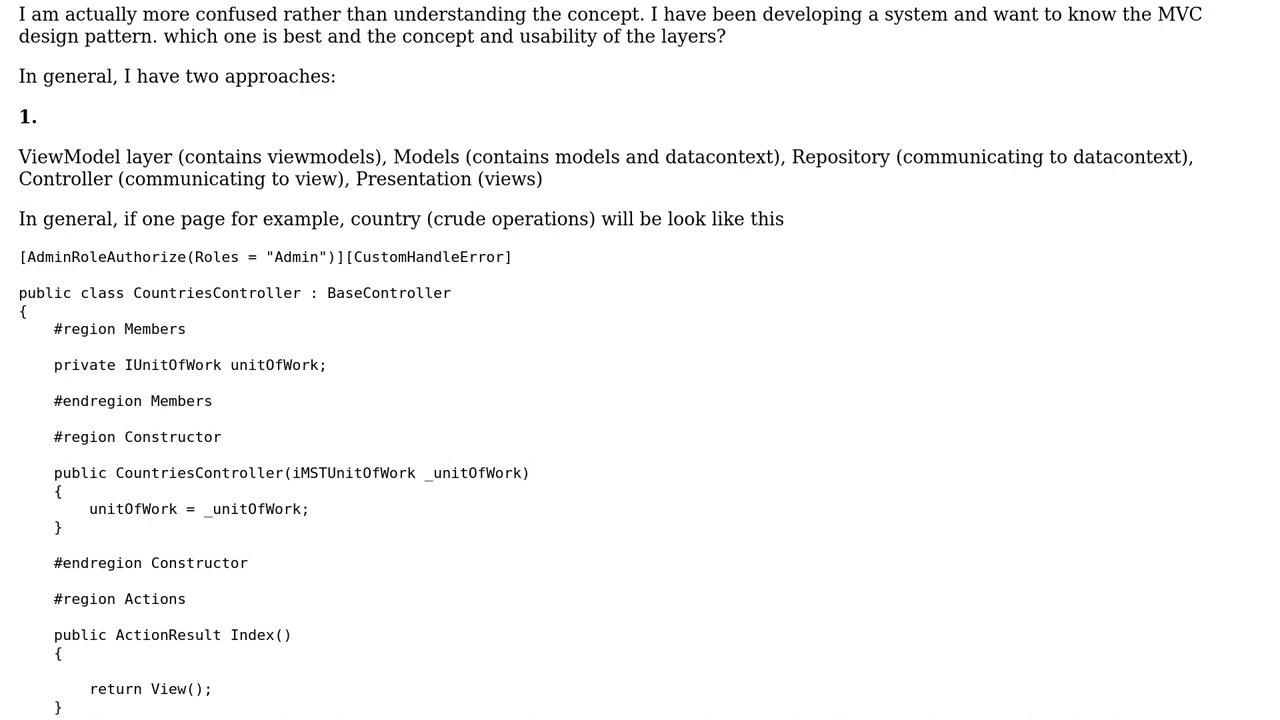 I am actually more confused rather than understanding the concept. I have been developing a system and want to know the MVC
design pattern. which one is best and the concept and usability of the layers?
In general, I have two approaches:
1.
ViewModel layer (contains viewmodels), Models (contains models and datacontext), Repository (communicating to datacontext),
Controller (communicating to view), Presentation (views)
In general, if one page for example, country (crude operations) will be look like this
[AdminRoleAuthorize(Roles = "Admin")][CustomHandleError]
public class CountriesController : BaseController
{
    #region Members
    private IUnitOfWork unitOfWork;
    #endregion Members
    #region Constructor
    public CountriesController(iMSTUnitOfWork _unitOfWork)
    {
        unitOfWork = _unitOfWork;
    }
    #endregion Constructor
    #region Actions
    public ActionResult Index()
    {
        return View();
    }